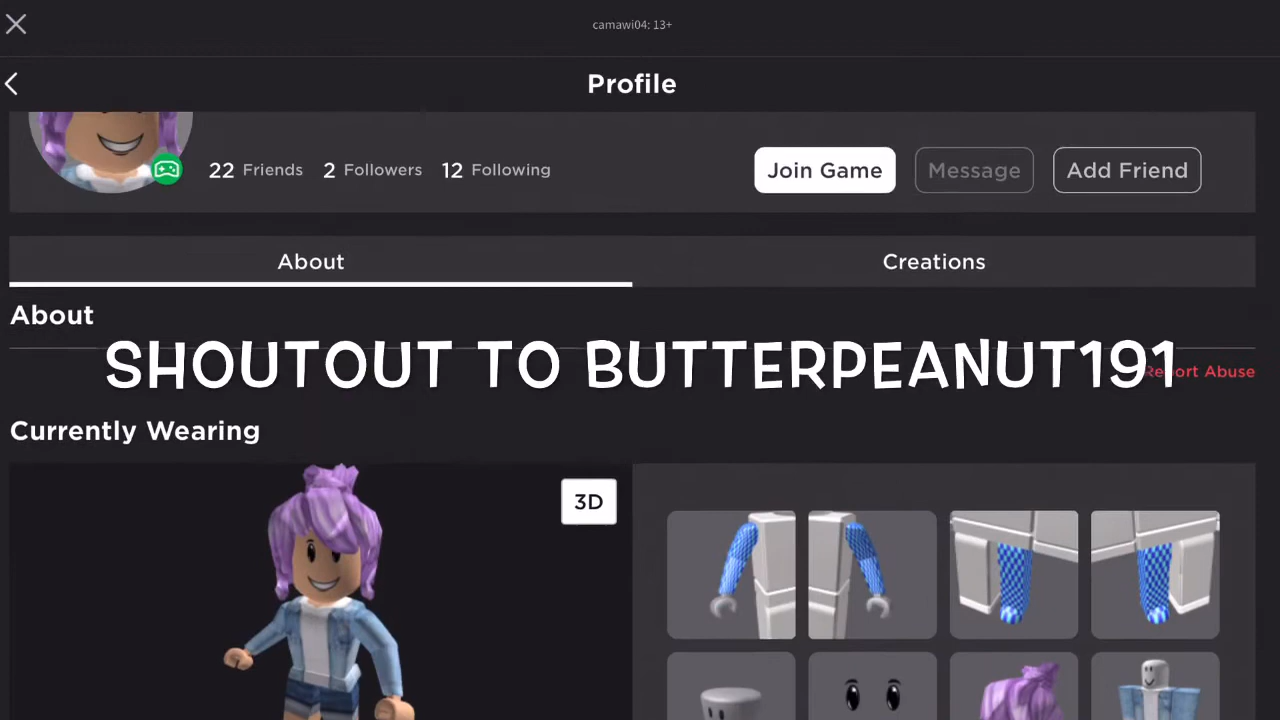 camawi04: 13+
Profile
22 Friends 2 Followers 12 Following
Join Game Message Add Friend
About Creations
About
SHOUTOUT TO BUTTERPEANUT191
Report Abuse
Currently Wearing
3D